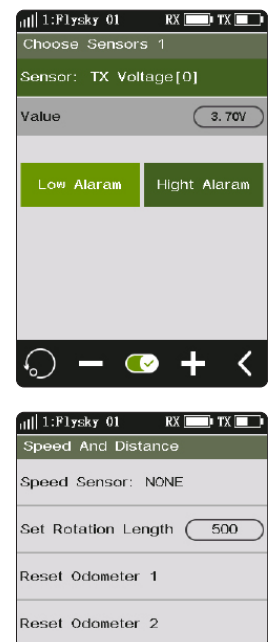 1:Flysky 01 RX TX
Choose Sensors 1
Sensor: TX Voltage[0]
Value 3.70V
Low Alaram Hight Alaram
1:Flysky 01 RX TX
Speed And Distance
Speed Sensor: NONE
Set Rotation Length 500
Reset Odometer 1
Reset Odometer 2